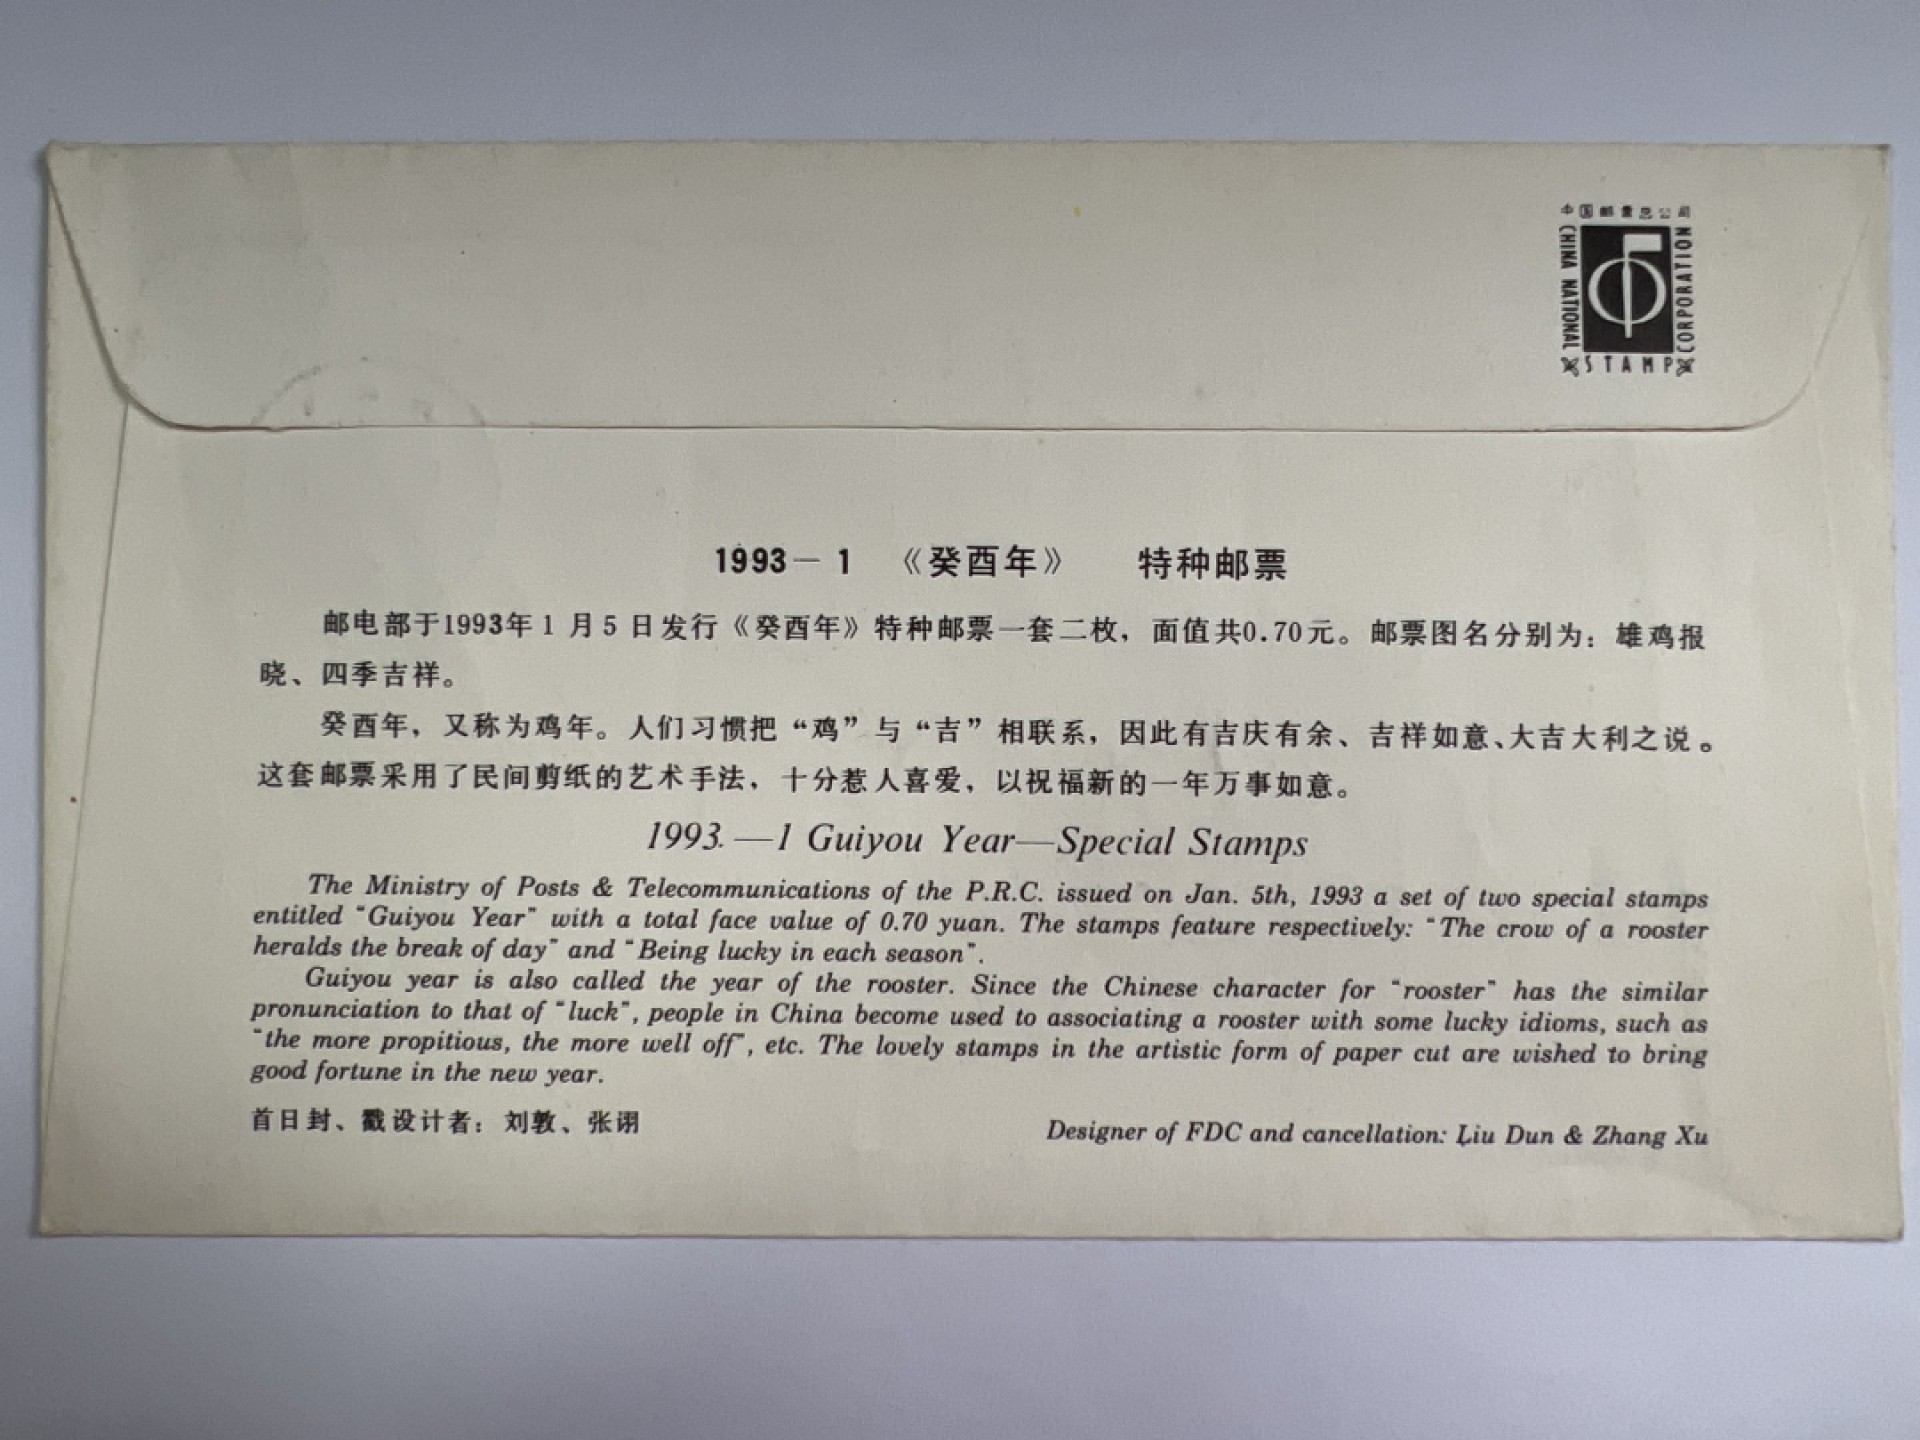 中国邮票总公司
CHINA NATIONAL
STAMP
CORPORATION
1993－1 《癸酉年》 特种邮票
邮电部于1993年1月5日发行《癸酉年》特种邮票一套二枚，面值共0.70元。邮票图名分别为：雄鸡报
晓、四季吉祥。
癸酉年，又称为鸡年。人们习惯把“鸡”与“吉”相联系，因此有吉庆有余、吉祥如意、大吉大利之说。
这套邮票采用了民间剪纸的艺术手法，十分惹人喜爱，以祝福新的一年万事如意。
1993.—1 Guiyou Year—Special Stamps
The Ministry of Posts & Telecommunications of the P.R.C. issued on Jan. 5th, 1993 a set of two special stamps
entitled "Guiyou Year" with a total face value of 0.70 yuan. The stamps feature respectively: "The crow of a rooster
heralds the break of day" and "Being lucky in each season".
Guiyou year is also called the year of the rooster. Since the Chinese character for "rooster" has the similar
pronunciation to that of "luck", people in China become used to associating a rooster with some lucky idioms, such as
"the more propitious, the more well off", etc. The lovely stamps in the artistic form of paper cut are wished to bring
good fortune in the new year.
首日封、戳设计者：刘敦、张诩
Designer of FDC and cancellation: Liu Dun & Zhang Xu